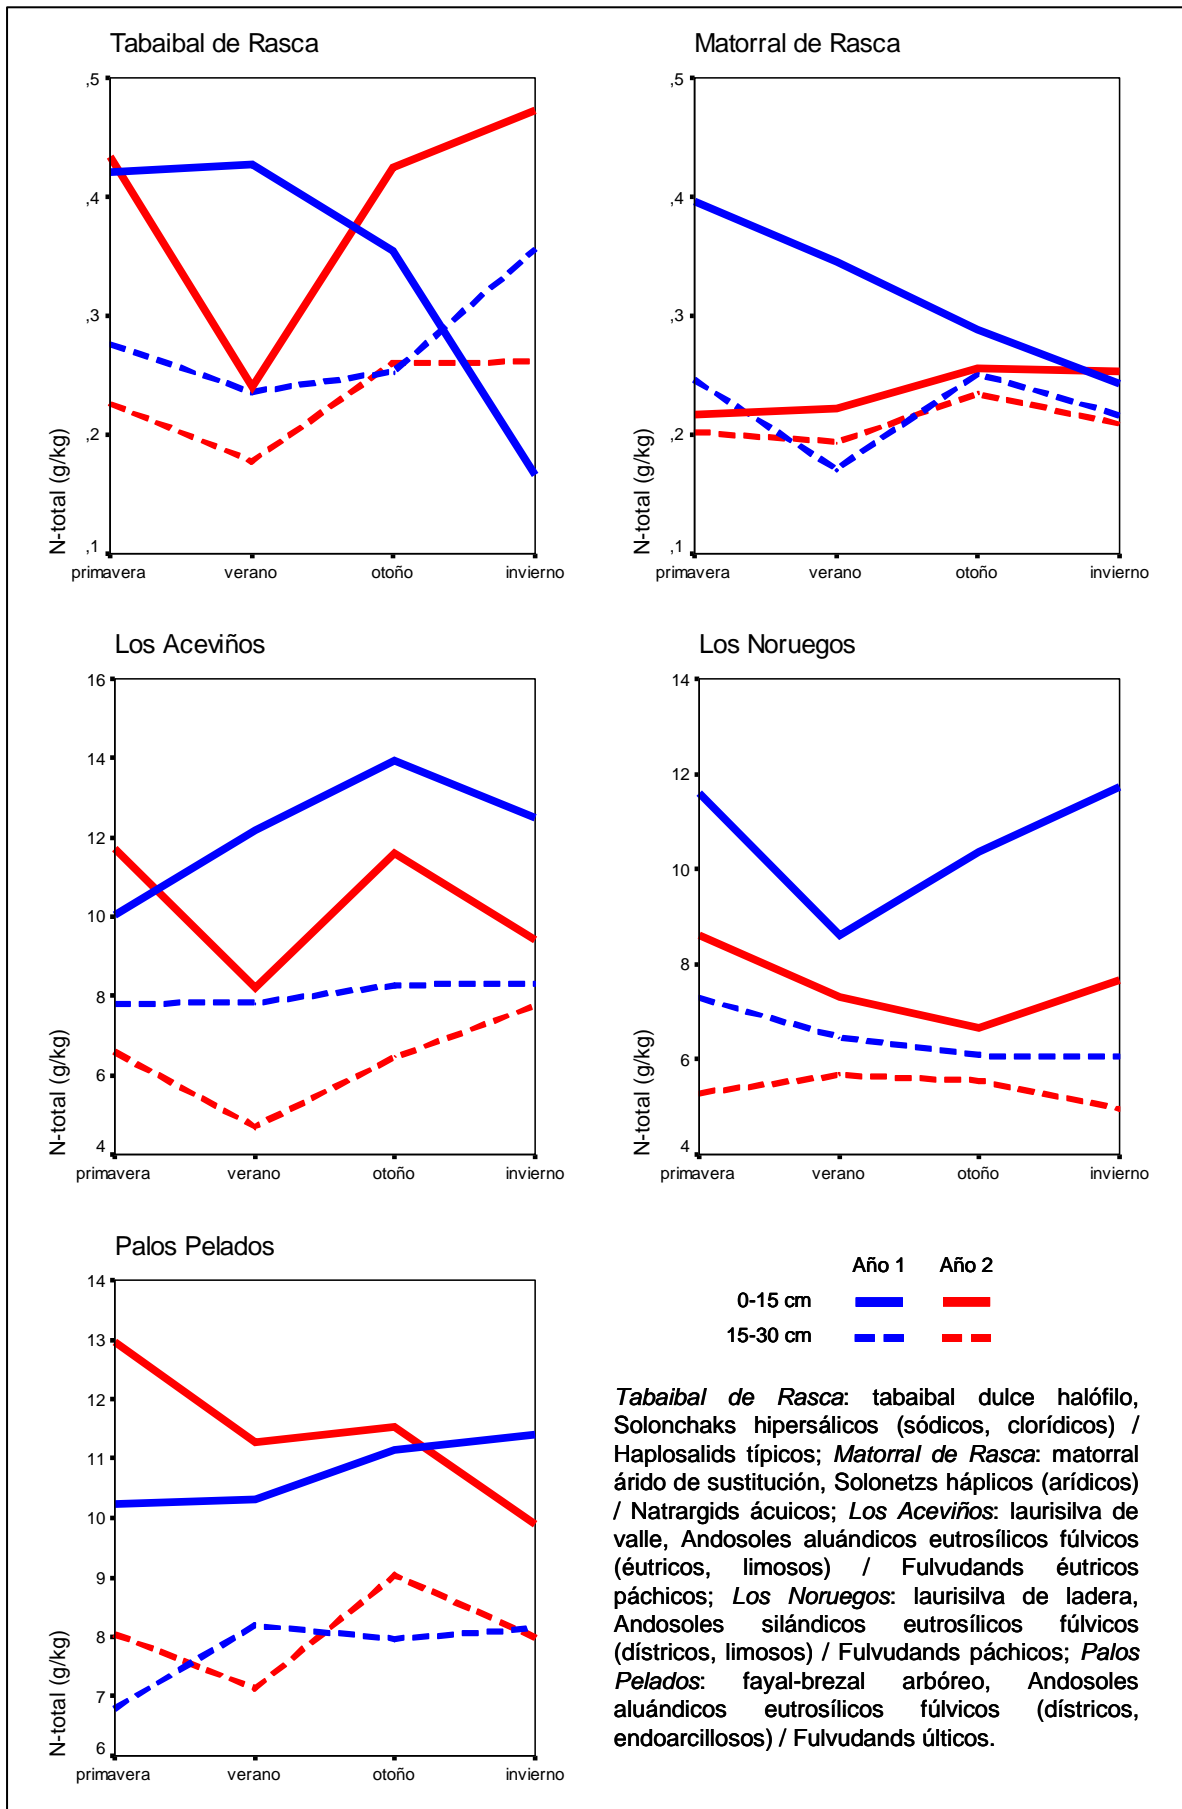 Tabaibal de Rasca
,5
,4
,3
,2
,1
N-total (g/kg)
primavera verano otoño invierno
Matorral de Rasca
,5
,4
,3
,2
,1
N-total (g/kg)
primavera verano otoño invierno
Los Aceviños
16
14
12
10
8
6
4
N-total (g/kg)
primavera verano otoño invierno
Los Noruegos
14
12
10
8
6
4
N-total (g/kg)
primavera verano otoño invierno
Palos Pelados
14
13
12
11
10
9
8
7
6
N-total (g/kg)
primavera verano otoño invierno
Año 1 Año 2
0-15 cm
15-30 cm
Tabaibal de Rasca: tabaibal dulce halófilo,
Solonchaks hipersálicos (sódicos, clorídicos) /
Haplosalids típicos; Matorral de Rasca: matorral
árido de sustitución, Solonetzs háplicos (arídicos)
/ Natrargids ácuicos; Los Aceviños: laurisilva de
valle, Andosoles aluándicos eutrosílicos fúlvicos
(éutricos, limosos) / Fulvudands éutricos
páchicos; Los Noruegos: laurisilva de ladera,
Andosoles silándicos eutrosílicos fúlvicos
(dístricos, limosos) / Fulvudands páchicos; Palos
Pelados: fayal-brezal arbóreo, Andosoles
aluándicos eutrosílicos fúlvicos (dístricos,
endoarcillosos) / Fulvudands últicos.